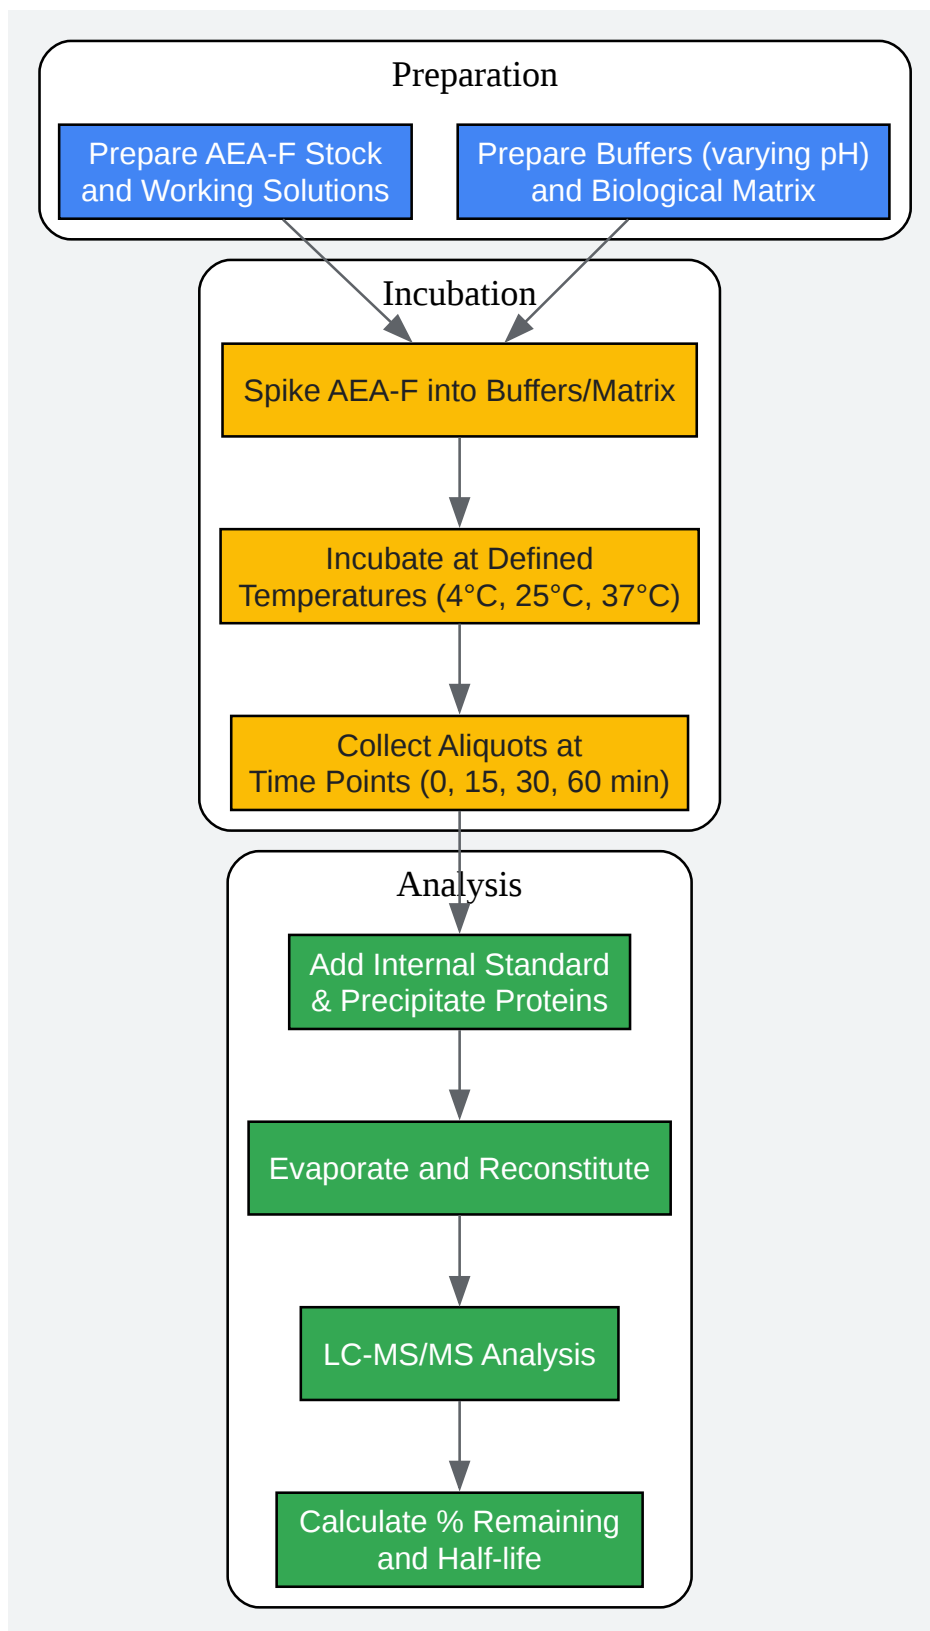 Preparation
Prepare AEA-F Stock
and Working Solutions
Prepare Buffers (varying pH)
and Biological Matrix
Incubation
Spike AEA-F into Buffers/Matrix
Incubate at Defined
Temperatures (4°C, 25°C, 37°C)
Collect Aliquots at
Time Points (0, 15, 30, 60 min)
Analysis
Add Internal Standard
& Precipitate Proteins
Evaporate and Reconstitute
LC-MS/MS Analysis
Calculate % Remaining
and Half-life